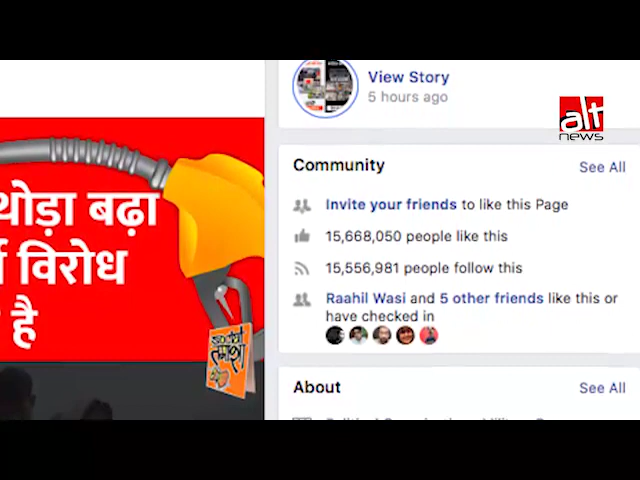 थोड़ा बढ़ा
विरोध
है
तमाशा
View Story
5 hours ago
alt
news
Community
See All
Invite your friends to like this Page
15,668,050 people like this
15,556,981 people follow this
Raahil Wasi and 5 other friends like this or
have checked in
About
See All